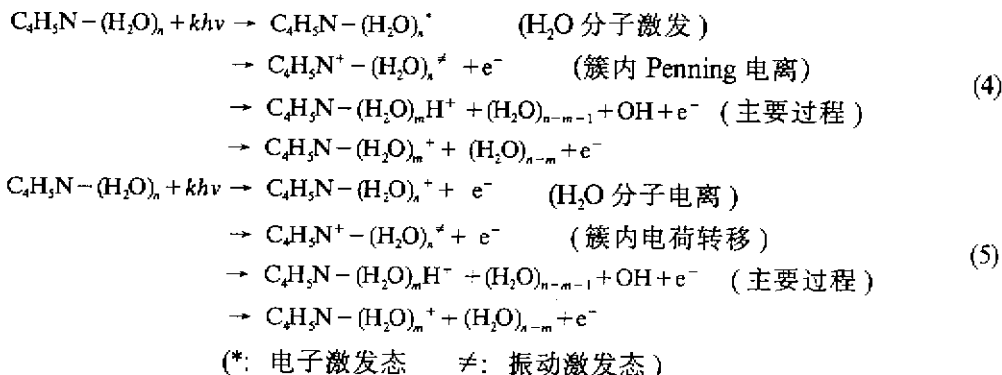 C₄H₅N−(H₂O)ₙ + khν → C₄H₅N−(H₂O)ₙ* (H₂O 分子激发)
→ C₄H₅N⁺−(H₂O)ₙ≠ + e⁻ (簇内 Penning 电离)
(4)
→ C₄H₅N−(H₂O)ₘH⁺ + (H₂O)ₙ₋ₘ₋₁ + OH + e⁻ (主要过程)
→ C₄H₅N−(H₂O)ₘ⁺ + (H₂O)ₙ₋ₘ + e⁻
C₄H₅N−(H₂O)ₙ + khν → C₄H₅N−(H₂O)ₙ⁺ + e⁻ (H₂O 分子电离)
→ C₄H₅N⁺−(H₂O)ₙ≠ + e⁻ (簇内电荷转移)
(5)
→ C₄H₅N−(H₂O)ₘH⁻ + (H₂O)ₙ₋ₘ₋₁ + OH + e⁻ (主要过程)
→ C₄H₅N−(H₂O)ₘ⁺ + (H₂O)ₙ₋ₘ + e⁻
(*: 电子激发态 ≠: 振动激发态)